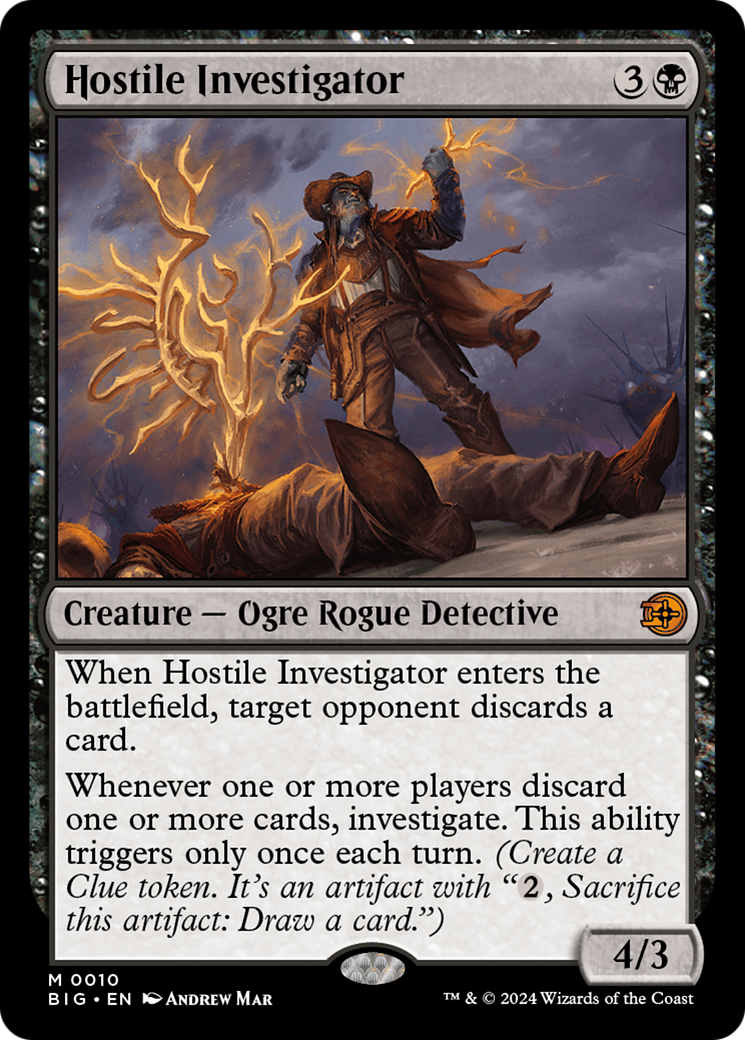 Hostile Investigator 3
Creature — Ogre Rogue Detective
When Hostile Investigator enters the
battlefield, target opponent discards a
card.
Whenever one or more players discard
one or more cards, investigate. This ability
triggers only once each turn. (Create a
Clue token. It's an artifact with “2, Sacrifice
this artifact: Draw a card.”)
4/3
M 0010
BIG • EN Andrew Mar
™ & © 2024 Wizards of the Coast